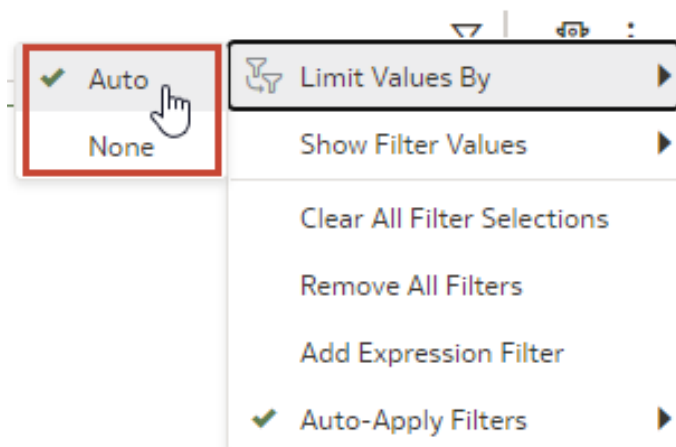 Auto
None
Limit Values By
Show Filter Values
Clear All Filter Selections
Remove All Filters
Add Expression Filter
Auto-Apply Filters